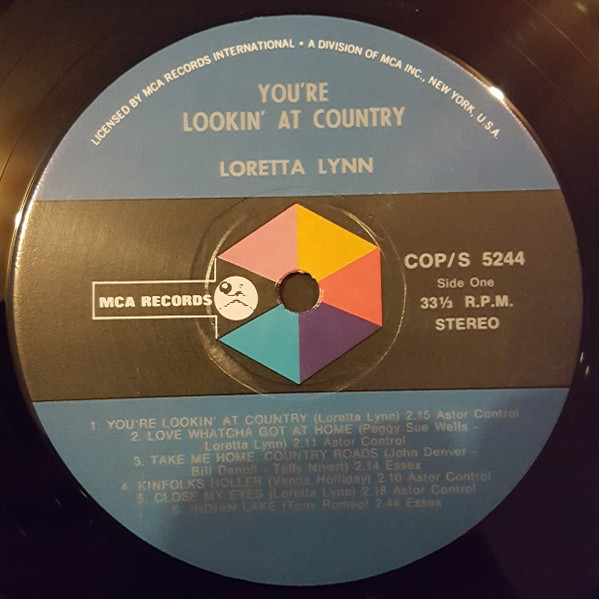 LICENSED BY MCA RECORDS INTERNATIONAL • A DIVISION OF MCA INC., NEW YORK, U.S.A.
YOU'RE
LOOKIN' AT COUNTRY
LORETTA LYNN
MCA RECORDS
COP/S 5244
Side One
33⅓ R.P.M.
STEREO
1. YOU'RE LOOKIN' AT COUNTRY (Loretta Lynn) 2.15 Astor Control
2. LOVE WHATCHA GOT AT HOME (Peggy Sue Wells -
Loretta Lynn) 2.11 Astor Control
3. TAKE ME HOME, COUNTRY ROADS (John Denver -
Bill Danoff - Taffy Nivert) 2.14 Essex
4. KINFOLKS HOLLER (Venda Holliday) 2.10 Astor Control
5. CLOSE MY EYES (Loretta Lynn) 2.18 Astor Control
6. INDIAN LAKE (Tony Romeo) 2.44 Essex